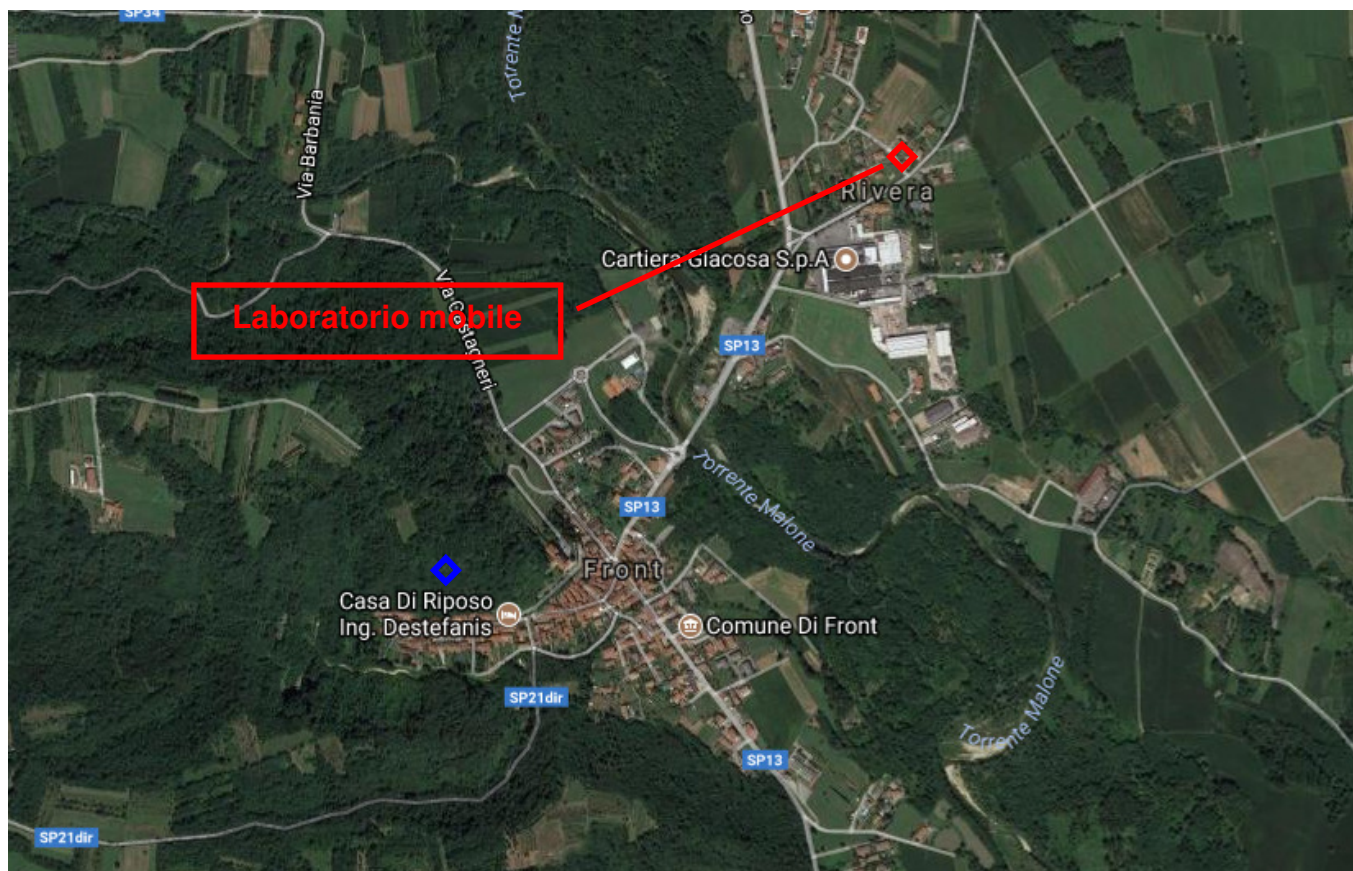 SP34
Torrente M
Via Barbania
Rivera
Cartiera Giacosa S.p.A
Via Castagneri
Laboratorio mobile
SP13
Torrente Malone
SP13
Front
Casa Di Riposo
Ing. Destefanis
Comune Di Front
SP21dir
Torrente Malone
SP13
SP21dir